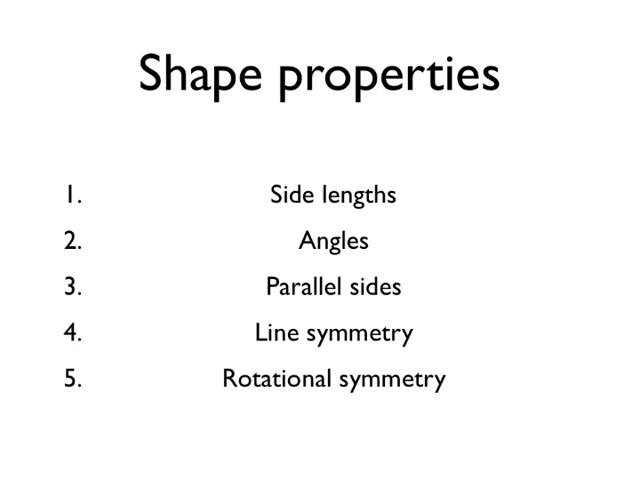 Shape properties
1. Side lengths
2. Angles
3. Parallel sides
4. Line symmetry
5. Rotational symmetry